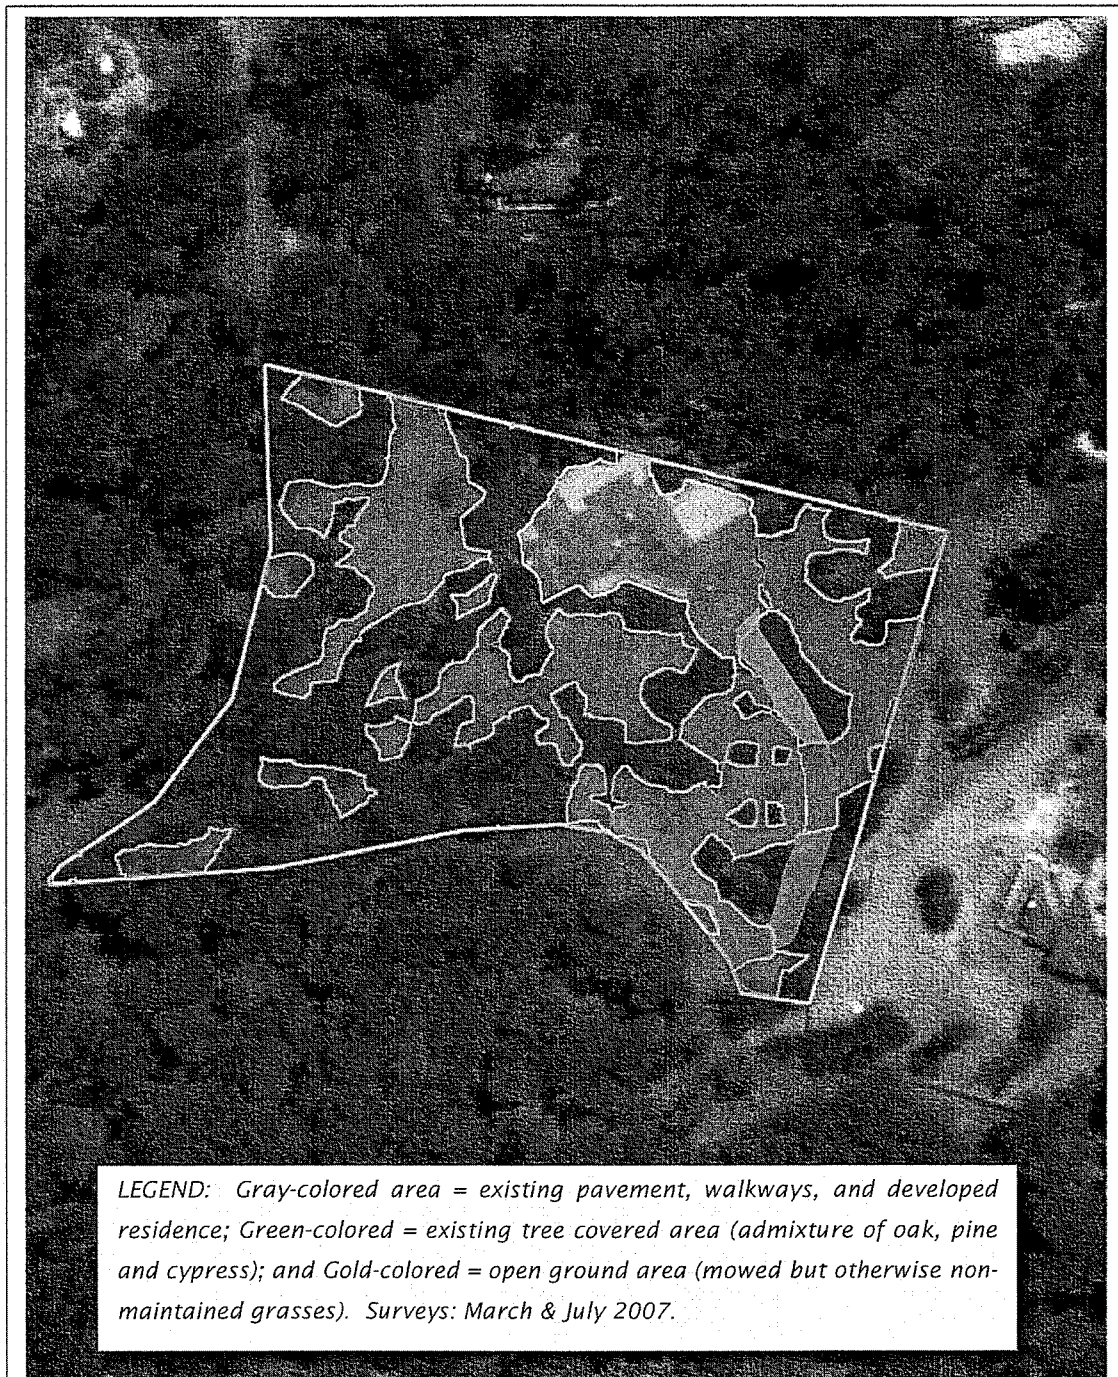 LEGEND: Gray-colored area = existing pavement, walkways, and developed
residence; Green-colored = existing tree covered area (admixture of oak, pine
and cypress); and Gold-colored = open ground area (mowed but otherwise non-
maintained grasses). Surveys: March & July 2007.